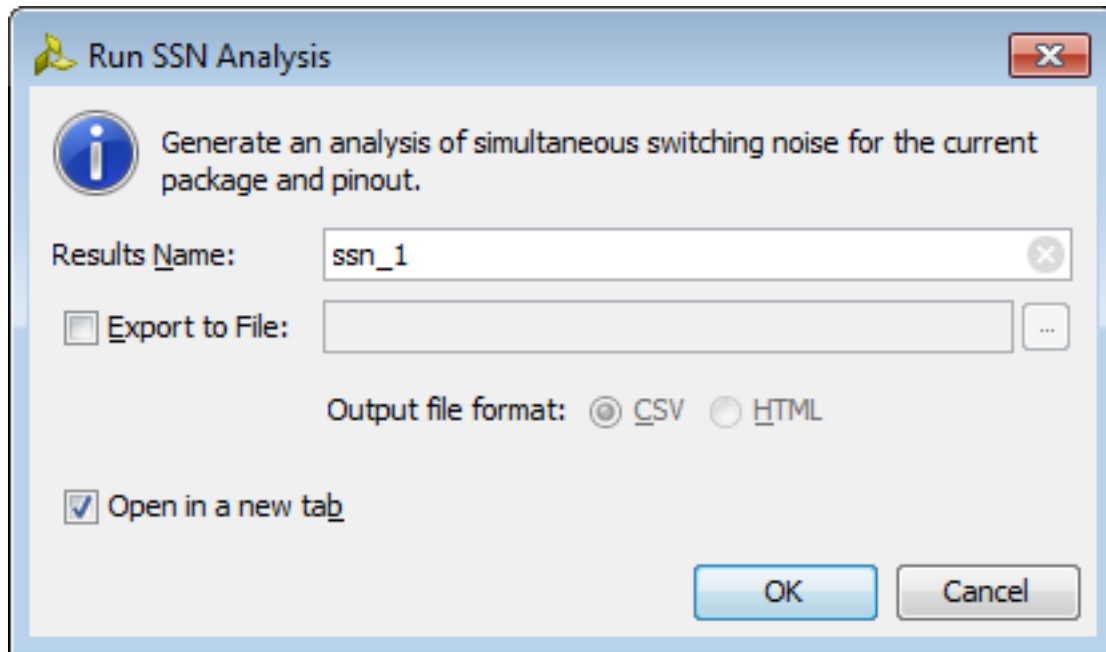 Run SSN Analysis
Generate an analysis of simultaneous switching noise for the current
package and pinout.
Results Name: ssn_1
Export to File: ...
Output file format: CSV HTML
Open in a new tab
OK Cancel